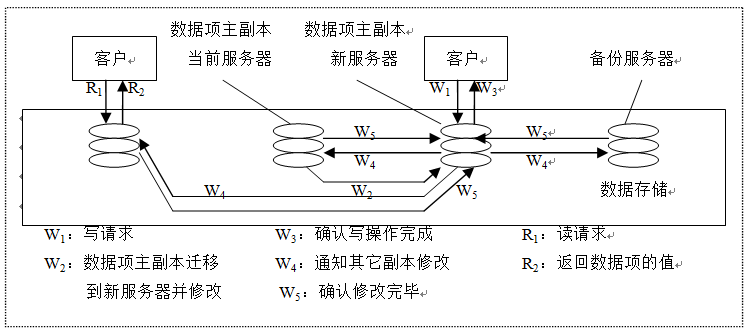 数据项主副本 数据项主副本
客户 当前服务器 新服务器 客户 备份服务器
R1 R2 W1 W3
W5 W5
W4 W4
W4 W2 W5 数据存储
W1：写请求 W3：确认写操作完成 R1：读请求
W2：数据项主副本迁移 W4：通知其它副本修改 R2：返回数据项的值
到新服务器并修改 W5：确认修改完毕